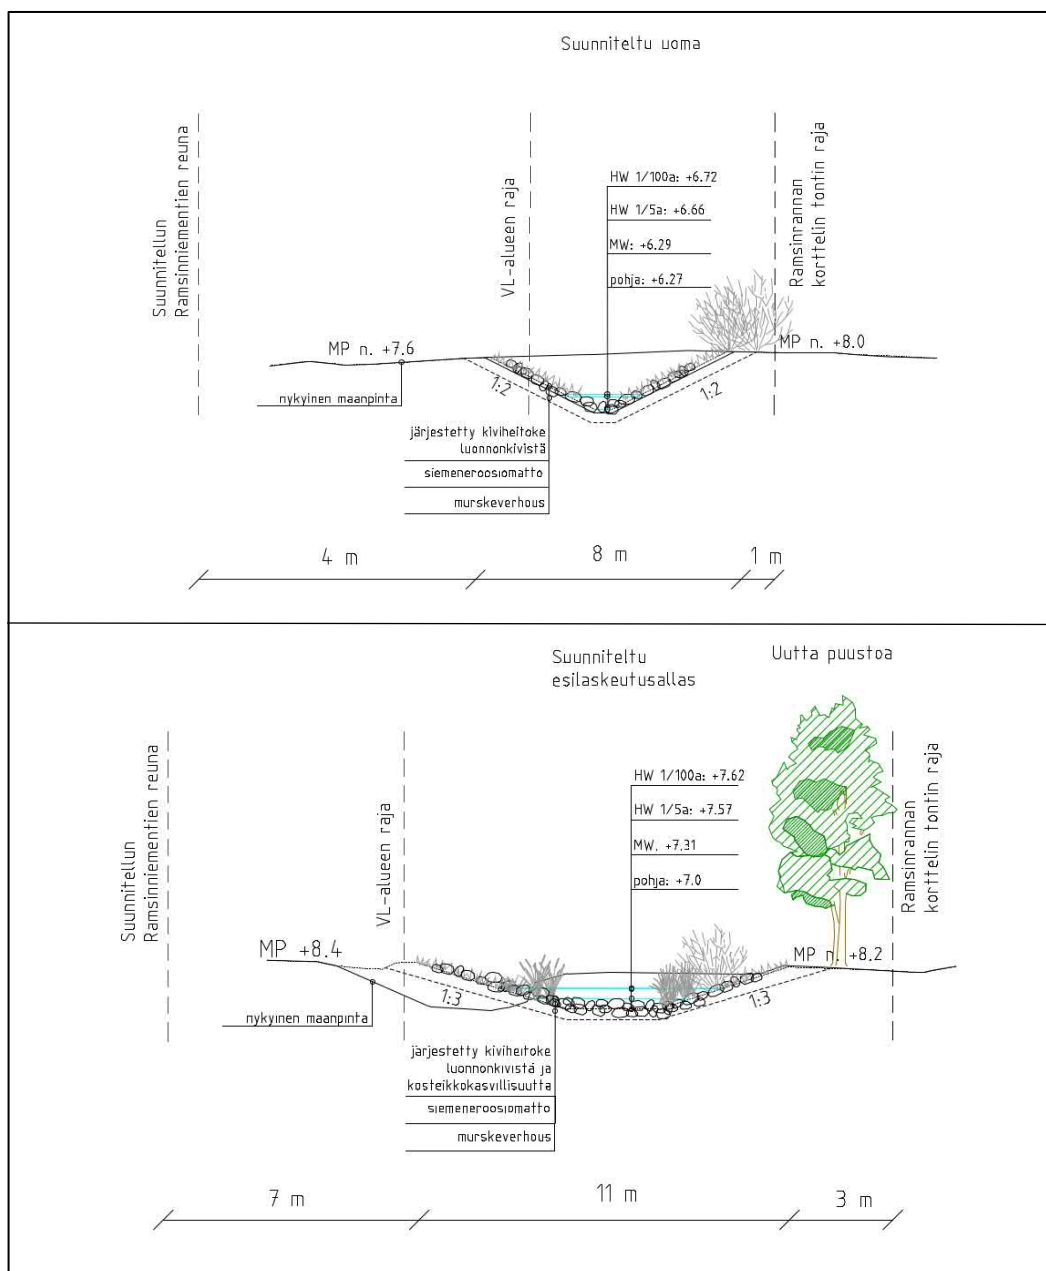 Suunniteltu uoma
Suunnitellun
Ramsinniementien reuna
VL-alueen raja
HW 1/100a: +6.72
HW 1/5a: +6.66
MW: +6.29
pohja: +6.27
Ramsinrannan
korttelin tontin raja
MP n. +7.6
MP n. +8.0
1:2
1:2
nykyinen maanpinta
järjestetty kiviheitoke
luonnonkivistä
siemeneroosiomatto
murskeverhous
4 m
8 m
1 m
Suunniteltu
esilaskeutusallas
Uutta puustoa
Suunnitellun
Ramsinniementien reuna
VL-alueen raja
HW 1/100a: +7.62
HW 1/5a: +7.57
MW. +7.31
pohja: +7.0
Ramsinrannan
korttelin tontin raja
MP +8.4
MP n. +8.2
1:3
1:3
nykyinen maanpinta
järjestetty kiviheitoke
luonnonkivistä ja
kosteikkokasvillisuutta
siemeneroosiomatto
murskeverhous
7 m
11 m
3 m